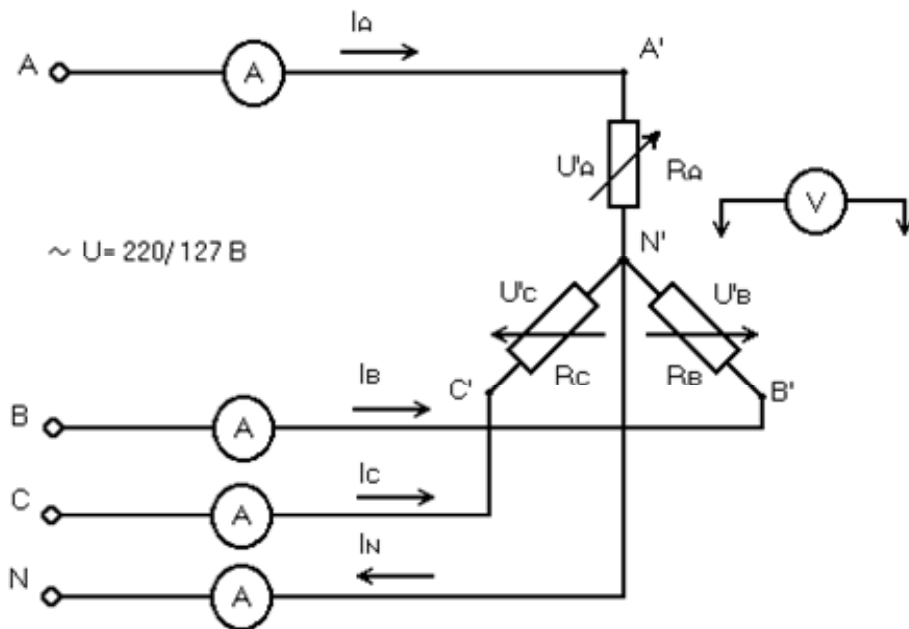 IA
A A A'
U'A RA
V
~ U= 220/ 127 В
N'
U'C U'B
RC RB
IB
C' B'
B A
IC
C A
IN
N A